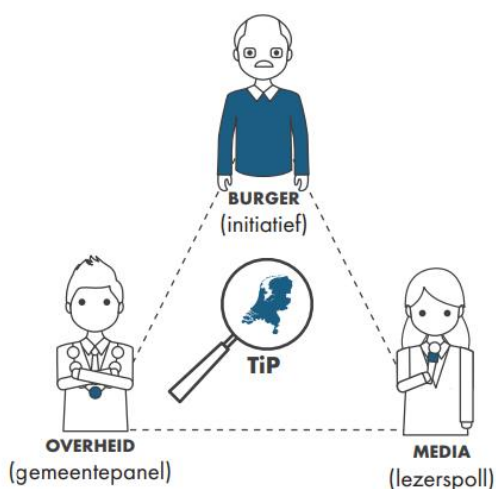 BURGER
(initiatief)
TiP
OVERHEID
(gemeentepanel)
MEDIA
(lezerspoll)